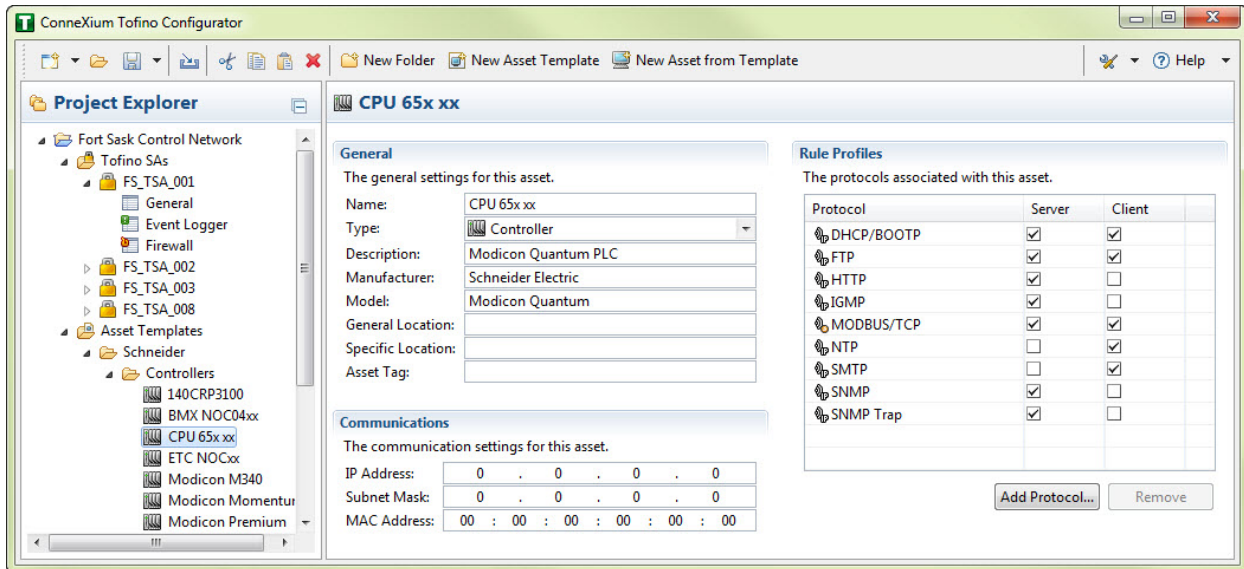 ConneXium Tofino Configurator
New Folder New Asset Template New Asset from Template Help
Project Explorer
Fort Sask Control Network
Tofino SAs
FS_TSA_001
General
Event Logger
Firewall
FS_TSA_002
FS_TSA_003
FS_TSA_008
Asset Templates
Schneider
Controllers
140CRP3100
BMX NOC04xx
CPU 65x xx
ETC NOCxx
Modicon M340
Modicon Momentur
Modicon Premium
CPU 65x xx
General
The general settings for this asset.
Name: CPU 65x xx
Type: Controller
Description: Modicon Quantum PLC
Manufacturer: Schneider Electric
Model: Modicon Quantum
General Location:
Specific Location:
Asset Tag:
Communications
The communication settings for this asset.
IP Address: 0 . 0 . 0 . 0
Subnet Mask: 0 . 0 . 0 . 0
MAC Address: 00 : 00 : 00 : 00 : 00 : 00
Rule Profiles
The protocols associated with this asset.
Protocol Server Client
DHCP/BOOTP
FTP
HTTP
IGMP
MODBUS/TCP
NTP
SMTP
SNMP
SNMP Trap
Add Protocol... Remove